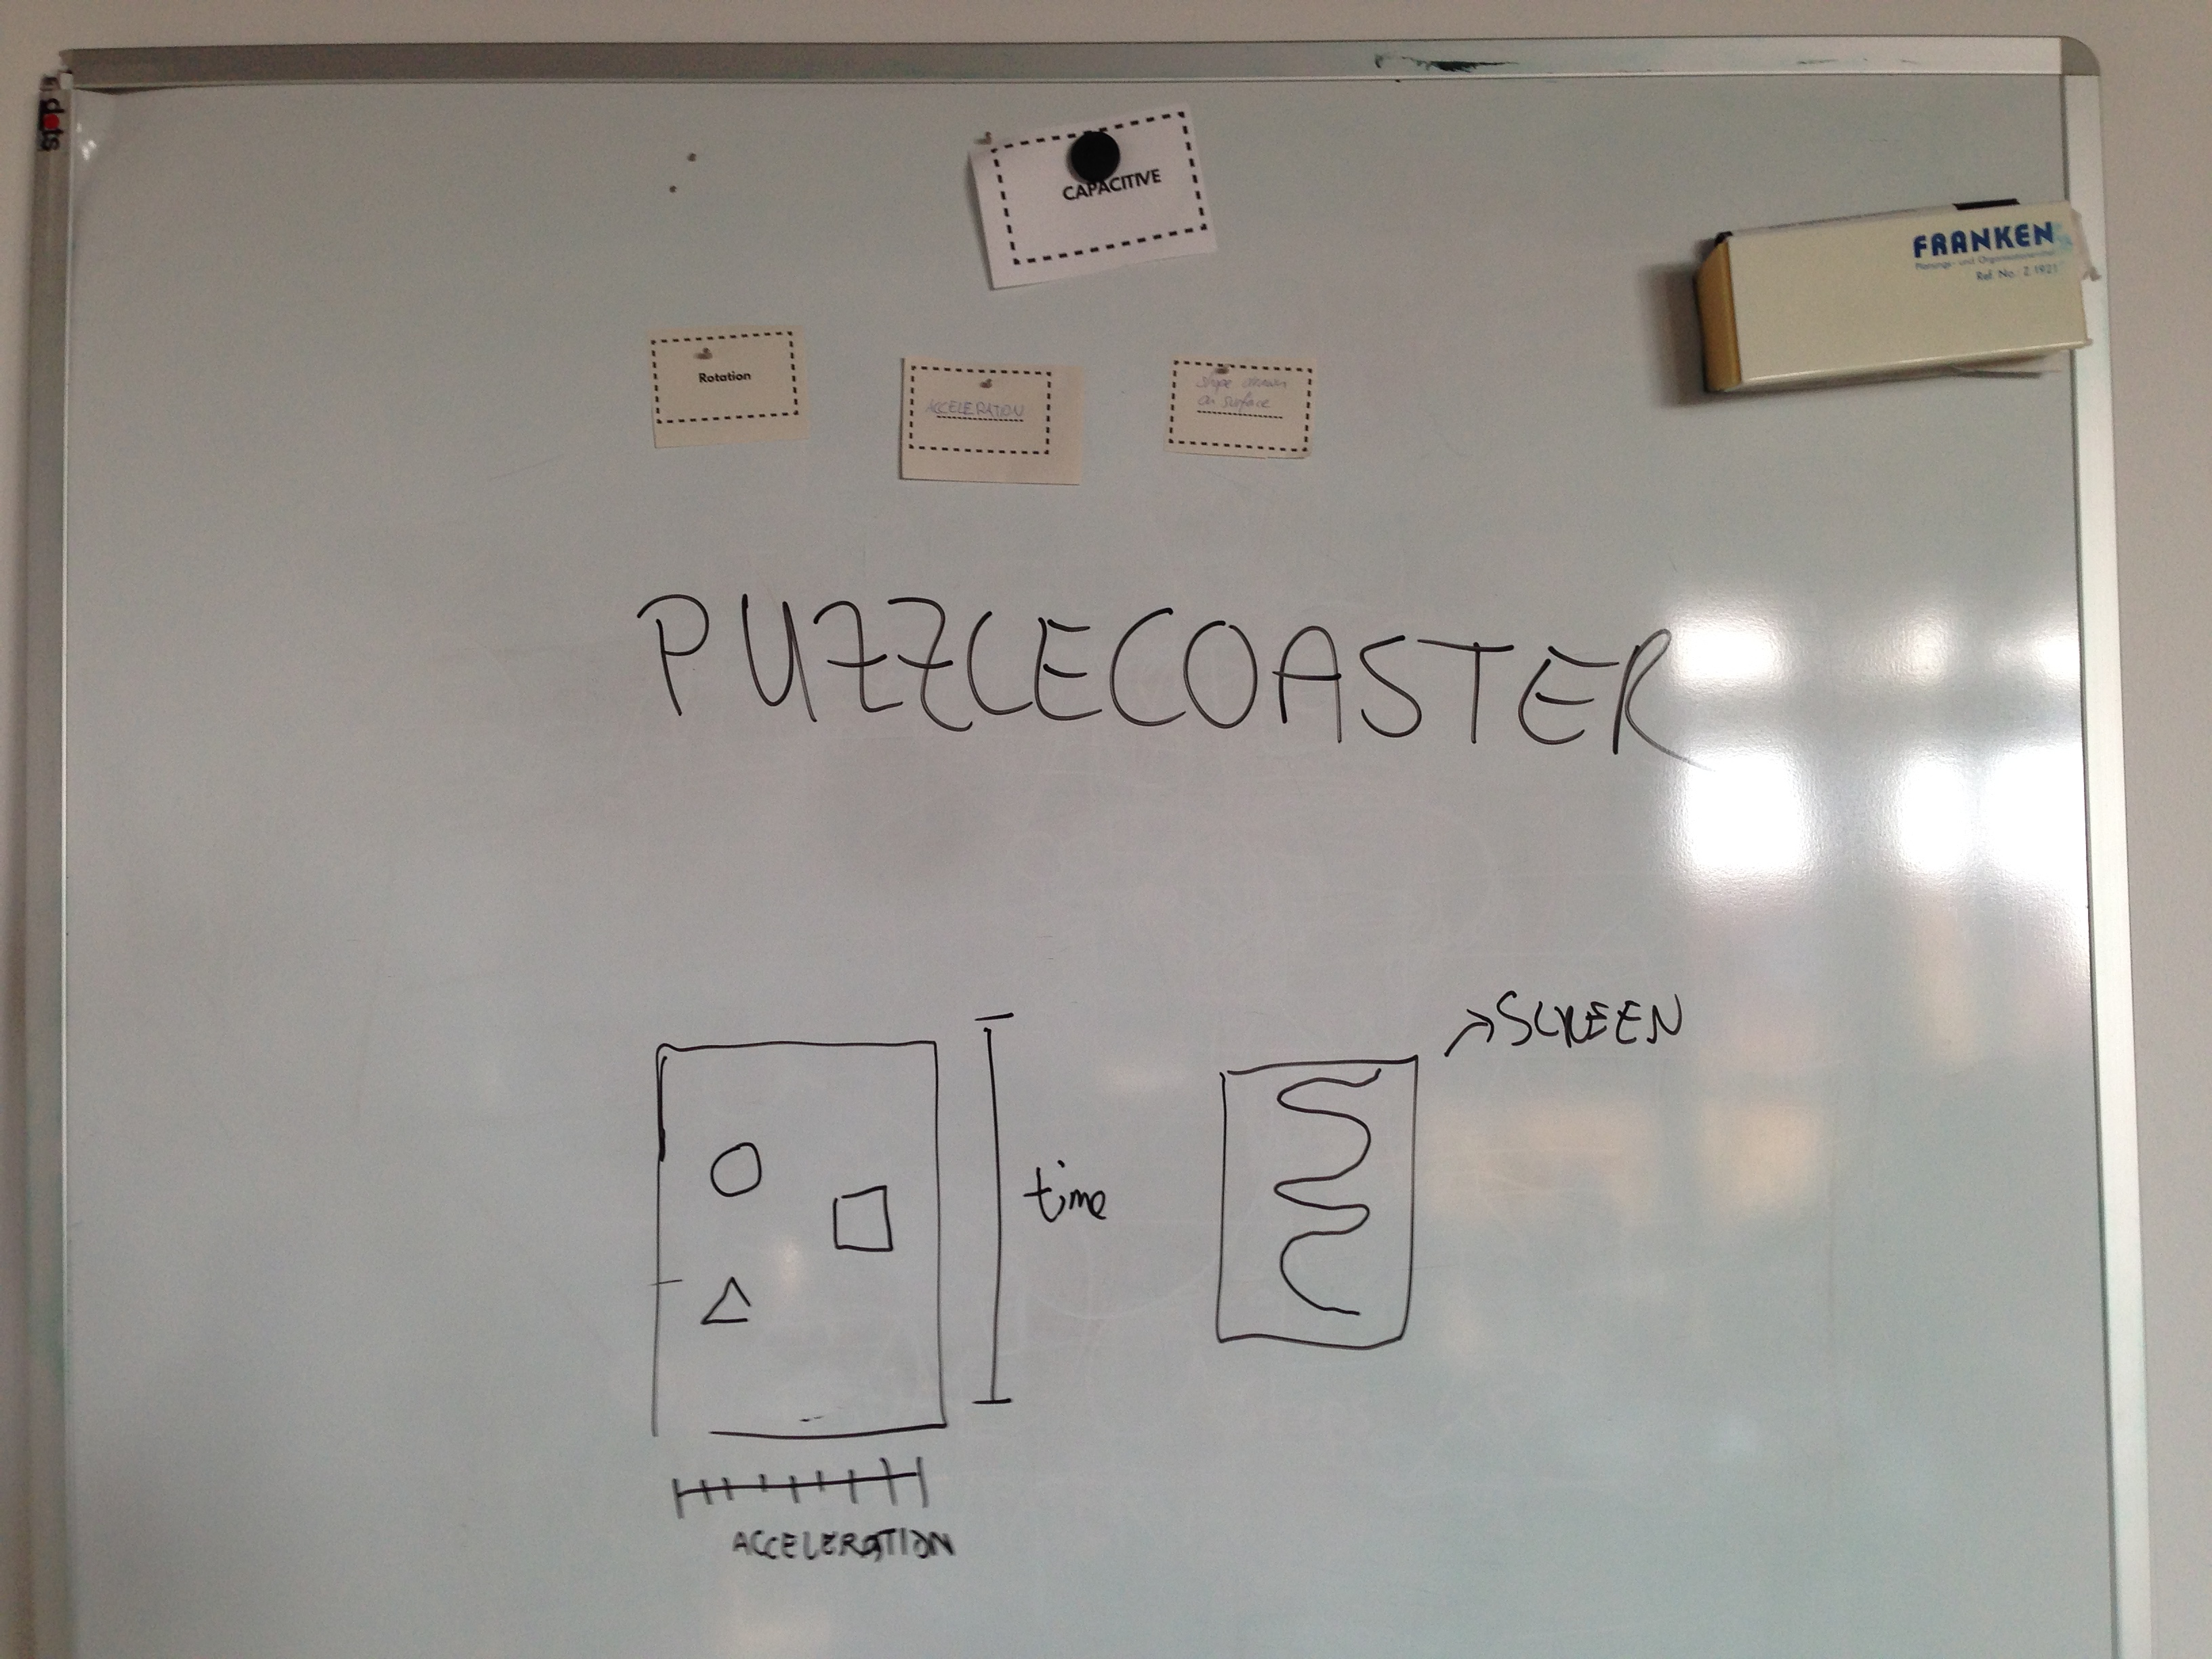 dots
CAPACITIVE
FRANKEN
Planungs- und Organisationsmittel
Ref. No. Z 1921
Rotation
ACCELERATION
shape drawn
on surface
PUZZLECOASTER
SCREEN
time
ACCELERATION